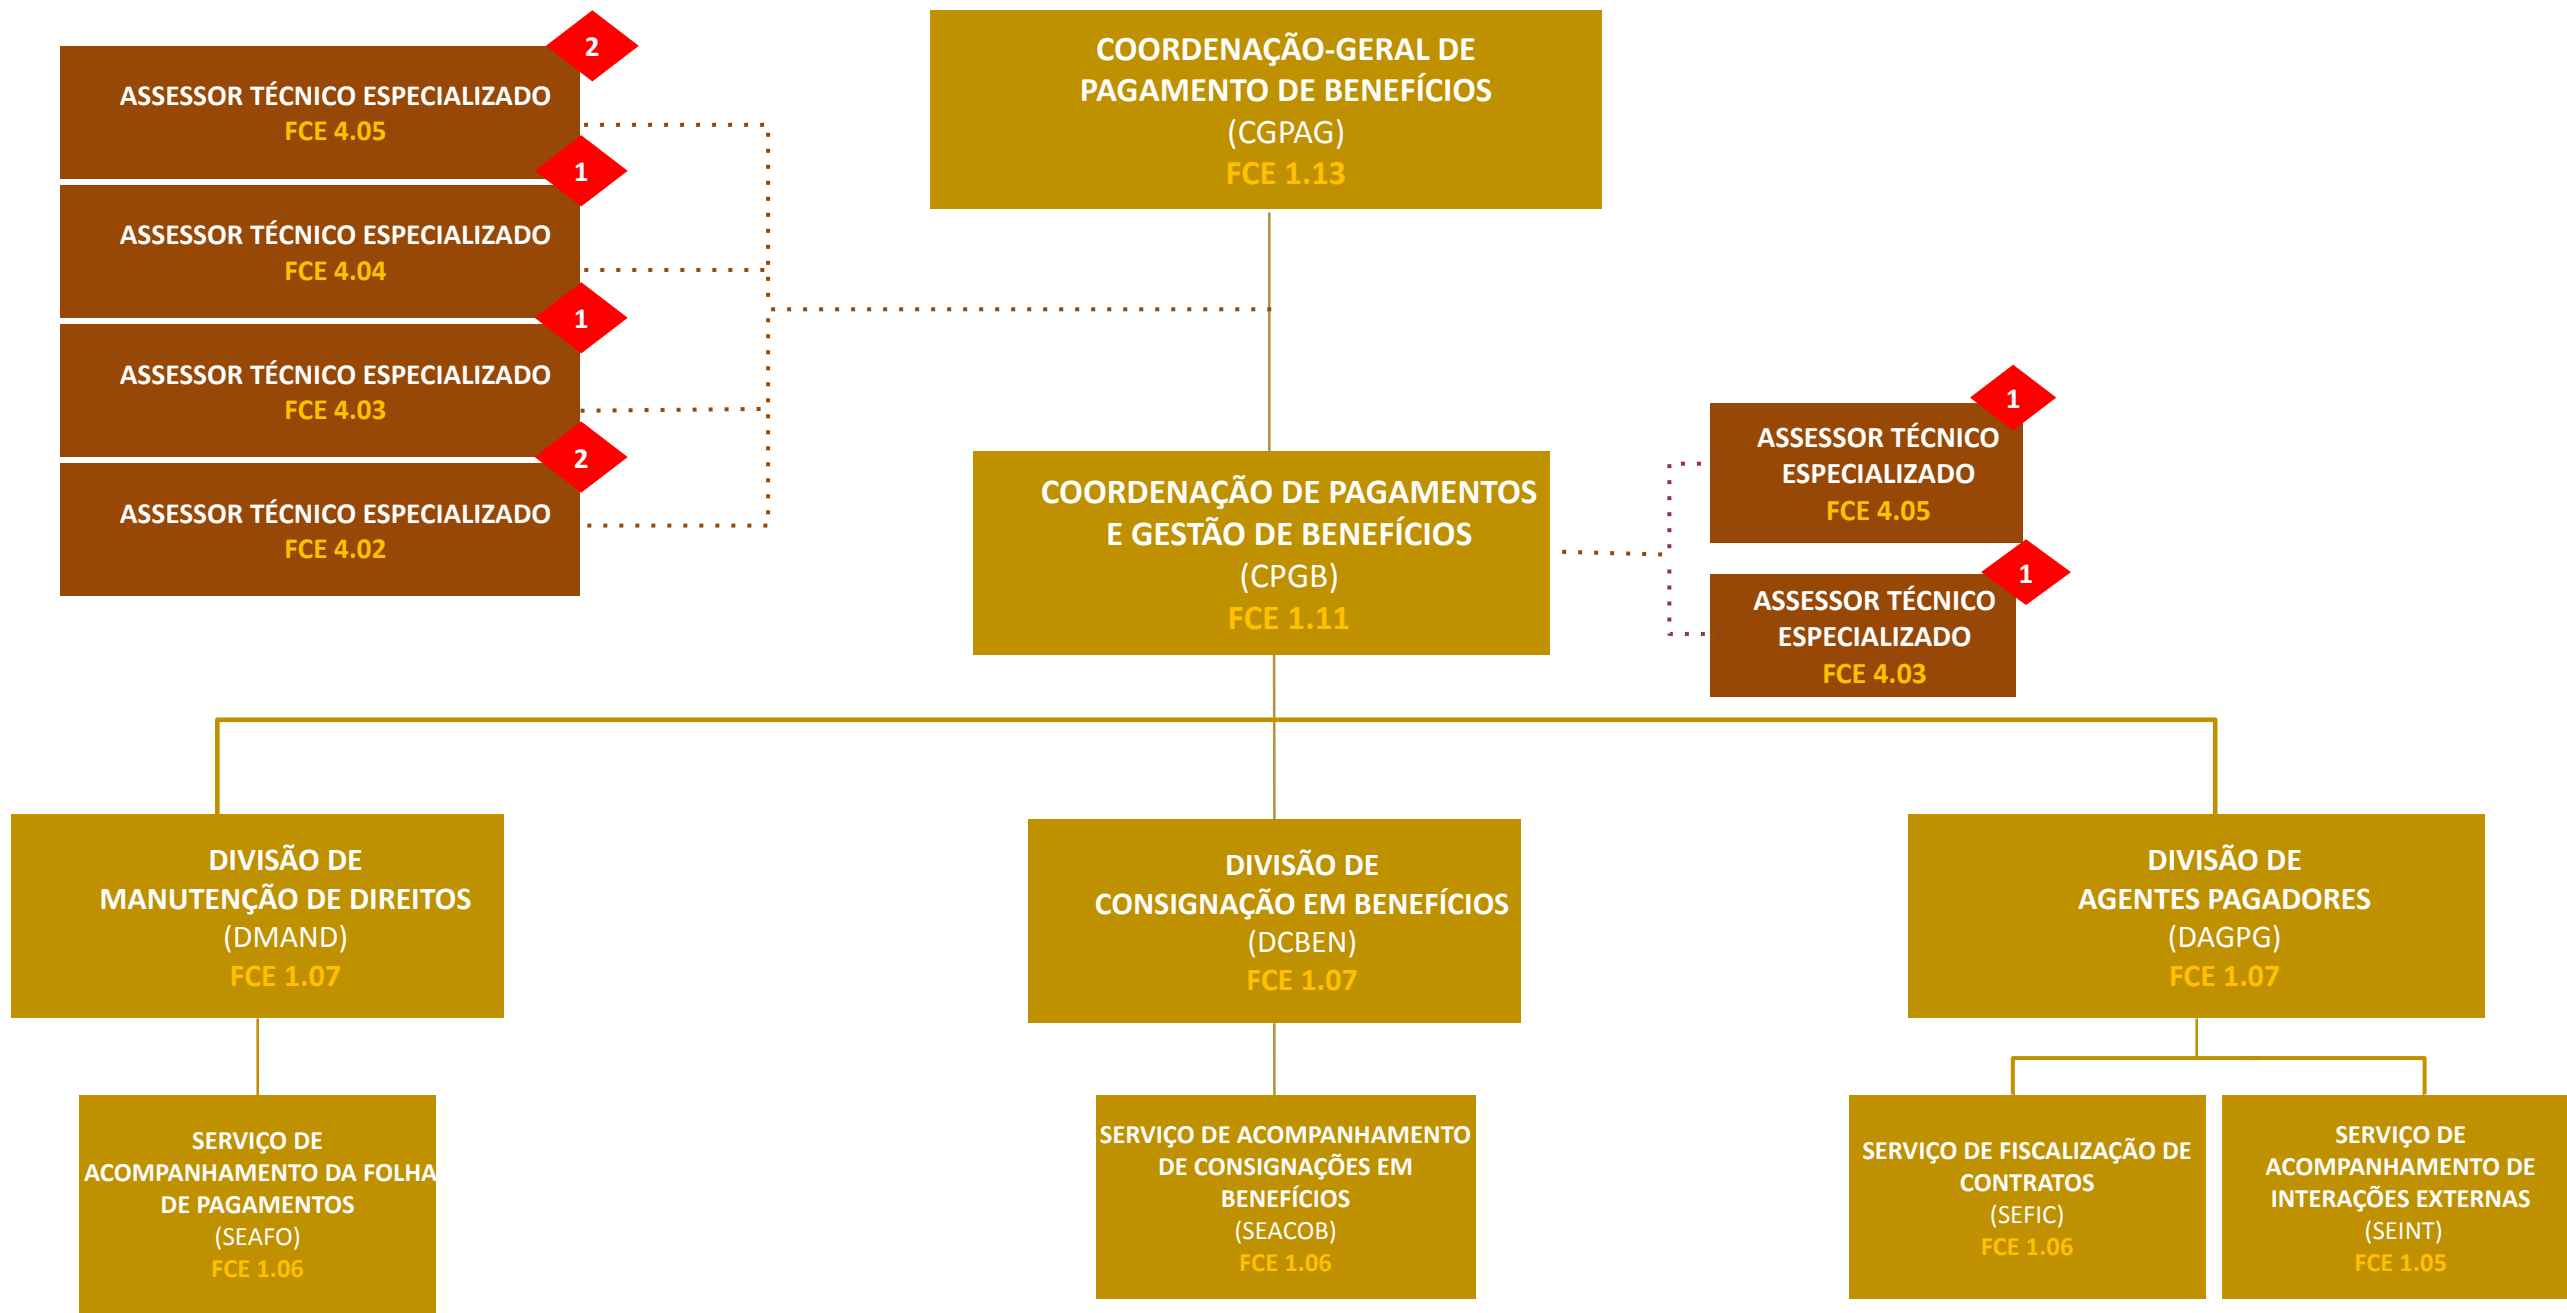 COORDENAÇÃO-GERAL DE
PAGAMENTO DE BENEFÍCIOS
(CGPAG)
FCE 1.13
2
ASSESSOR TÉCNICO ESPECIALIZADO
FCE 4.05
1
ASSESSOR TÉCNICO ESPECIALIZADO
FCE 4.04
1
ASSESSOR TÉCNICO ESPECIALIZADO
FCE 4.03
2
ASSESSOR TÉCNICO ESPECIALIZADO
FCE 4.02
COORDENAÇÃO DE PAGAMENTOS
E GESTÃO DE BENEFÍCIOS
(CPGB)
FCE 1.11
1
ASSESSOR TÉCNICO
ESPECIALIZADO
FCE 4.05
1
ASSESSOR TÉCNICO
ESPECIALIZADO
FCE 4.03
DIVISÃO DE
MANUTENÇÃO DE DIREITOS
(DMAND)
FCE 1.07
DIVISÃO DE
CONSIGNAÇÃO EM BENEFÍCIOS
(DCBEN)
FCE 1.07
DIVISÃO DE
AGENTES PAGADORES
(DAGPG)
FCE 1.07
SERVIÇO DE
ACOMPANHAMENTO DA FOLHA
DE PAGAMENTOS
(SEAFO)
FCE 1.06
SERVIÇO DE ACOMPANHAMENTO
DE CONSIGNAÇÕES EM
BENEFÍCIOS
(SEACOB)
FCE 1.06
SERVIÇO DE FISCALIZAÇÃO DE
CONTRATOS
(SEFIC)
FCE 1.06
SERVIÇO DE
ACOMPANHAMENTO DE
INTERAÇÕES EXTERNAS
(SEINT)
FCE 1.05